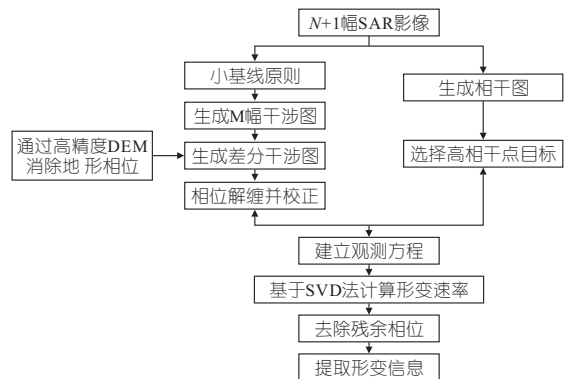 N+1幅SAR影像
小基线原则
生成相干图
生成M幅干涉图
通过高精度DEM
消除地 形相位
生成差分干涉图
选择高相干点目标
相位解缠并校正
建立观测方程
基于SVD法计算形变速率
去除残余相位
提取形变信息